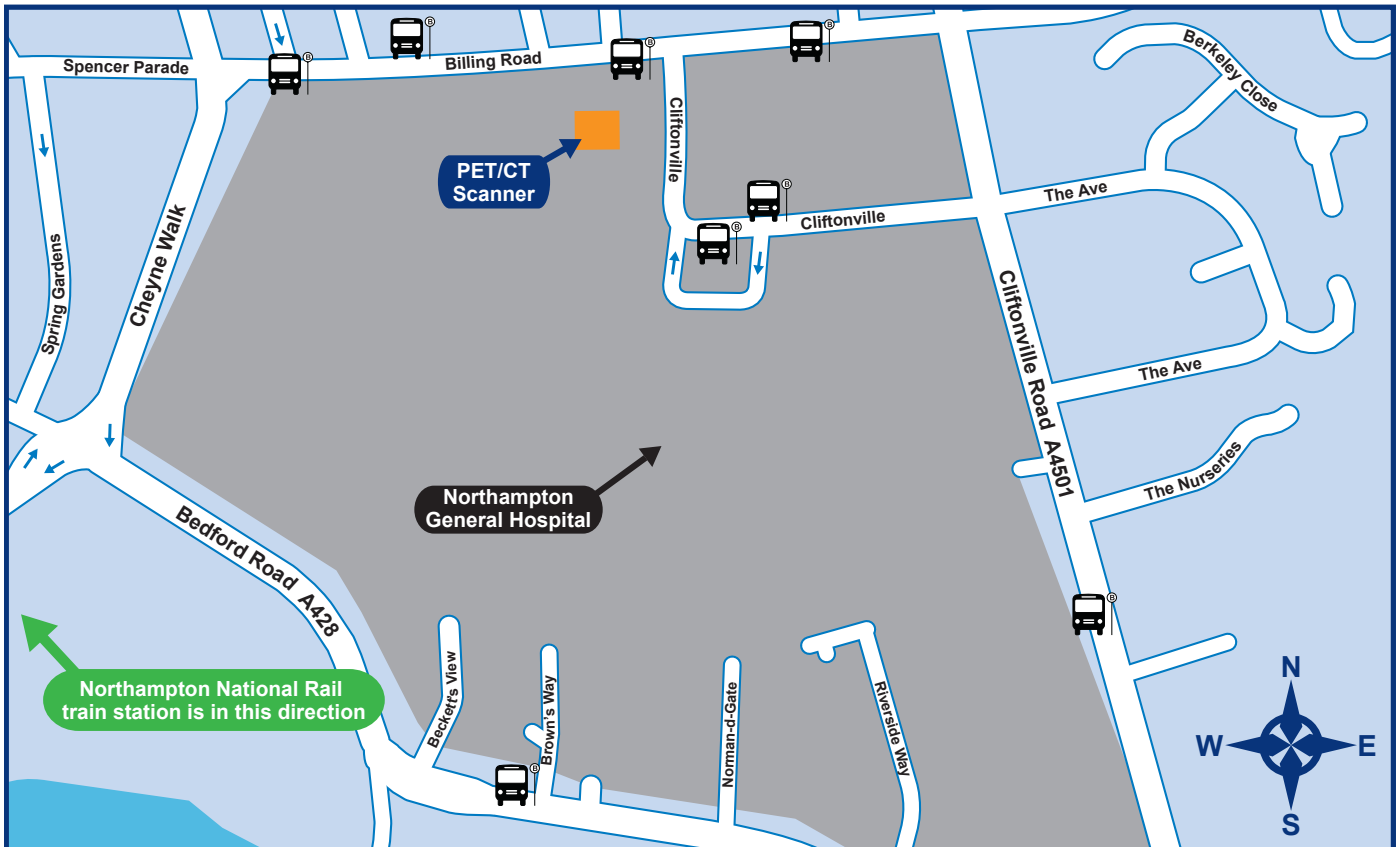 Spencer Parade
Billing Road
Berkeley Close
Cliftonville
PET/CT
Scanner
The Ave
Cliftonville
Cheyne Walk
Spring Gardens
Cliftonville Road A4501
The Ave
The Nurseries
Northampton
General Hospital
Bedford Road A428
Northampton National Rail
train station is in this direction
Beckett's View
Brown's Way
Norman-d-Gate
Riverside Way
N
W
E
S
B
B
B
B
B
B
B
B